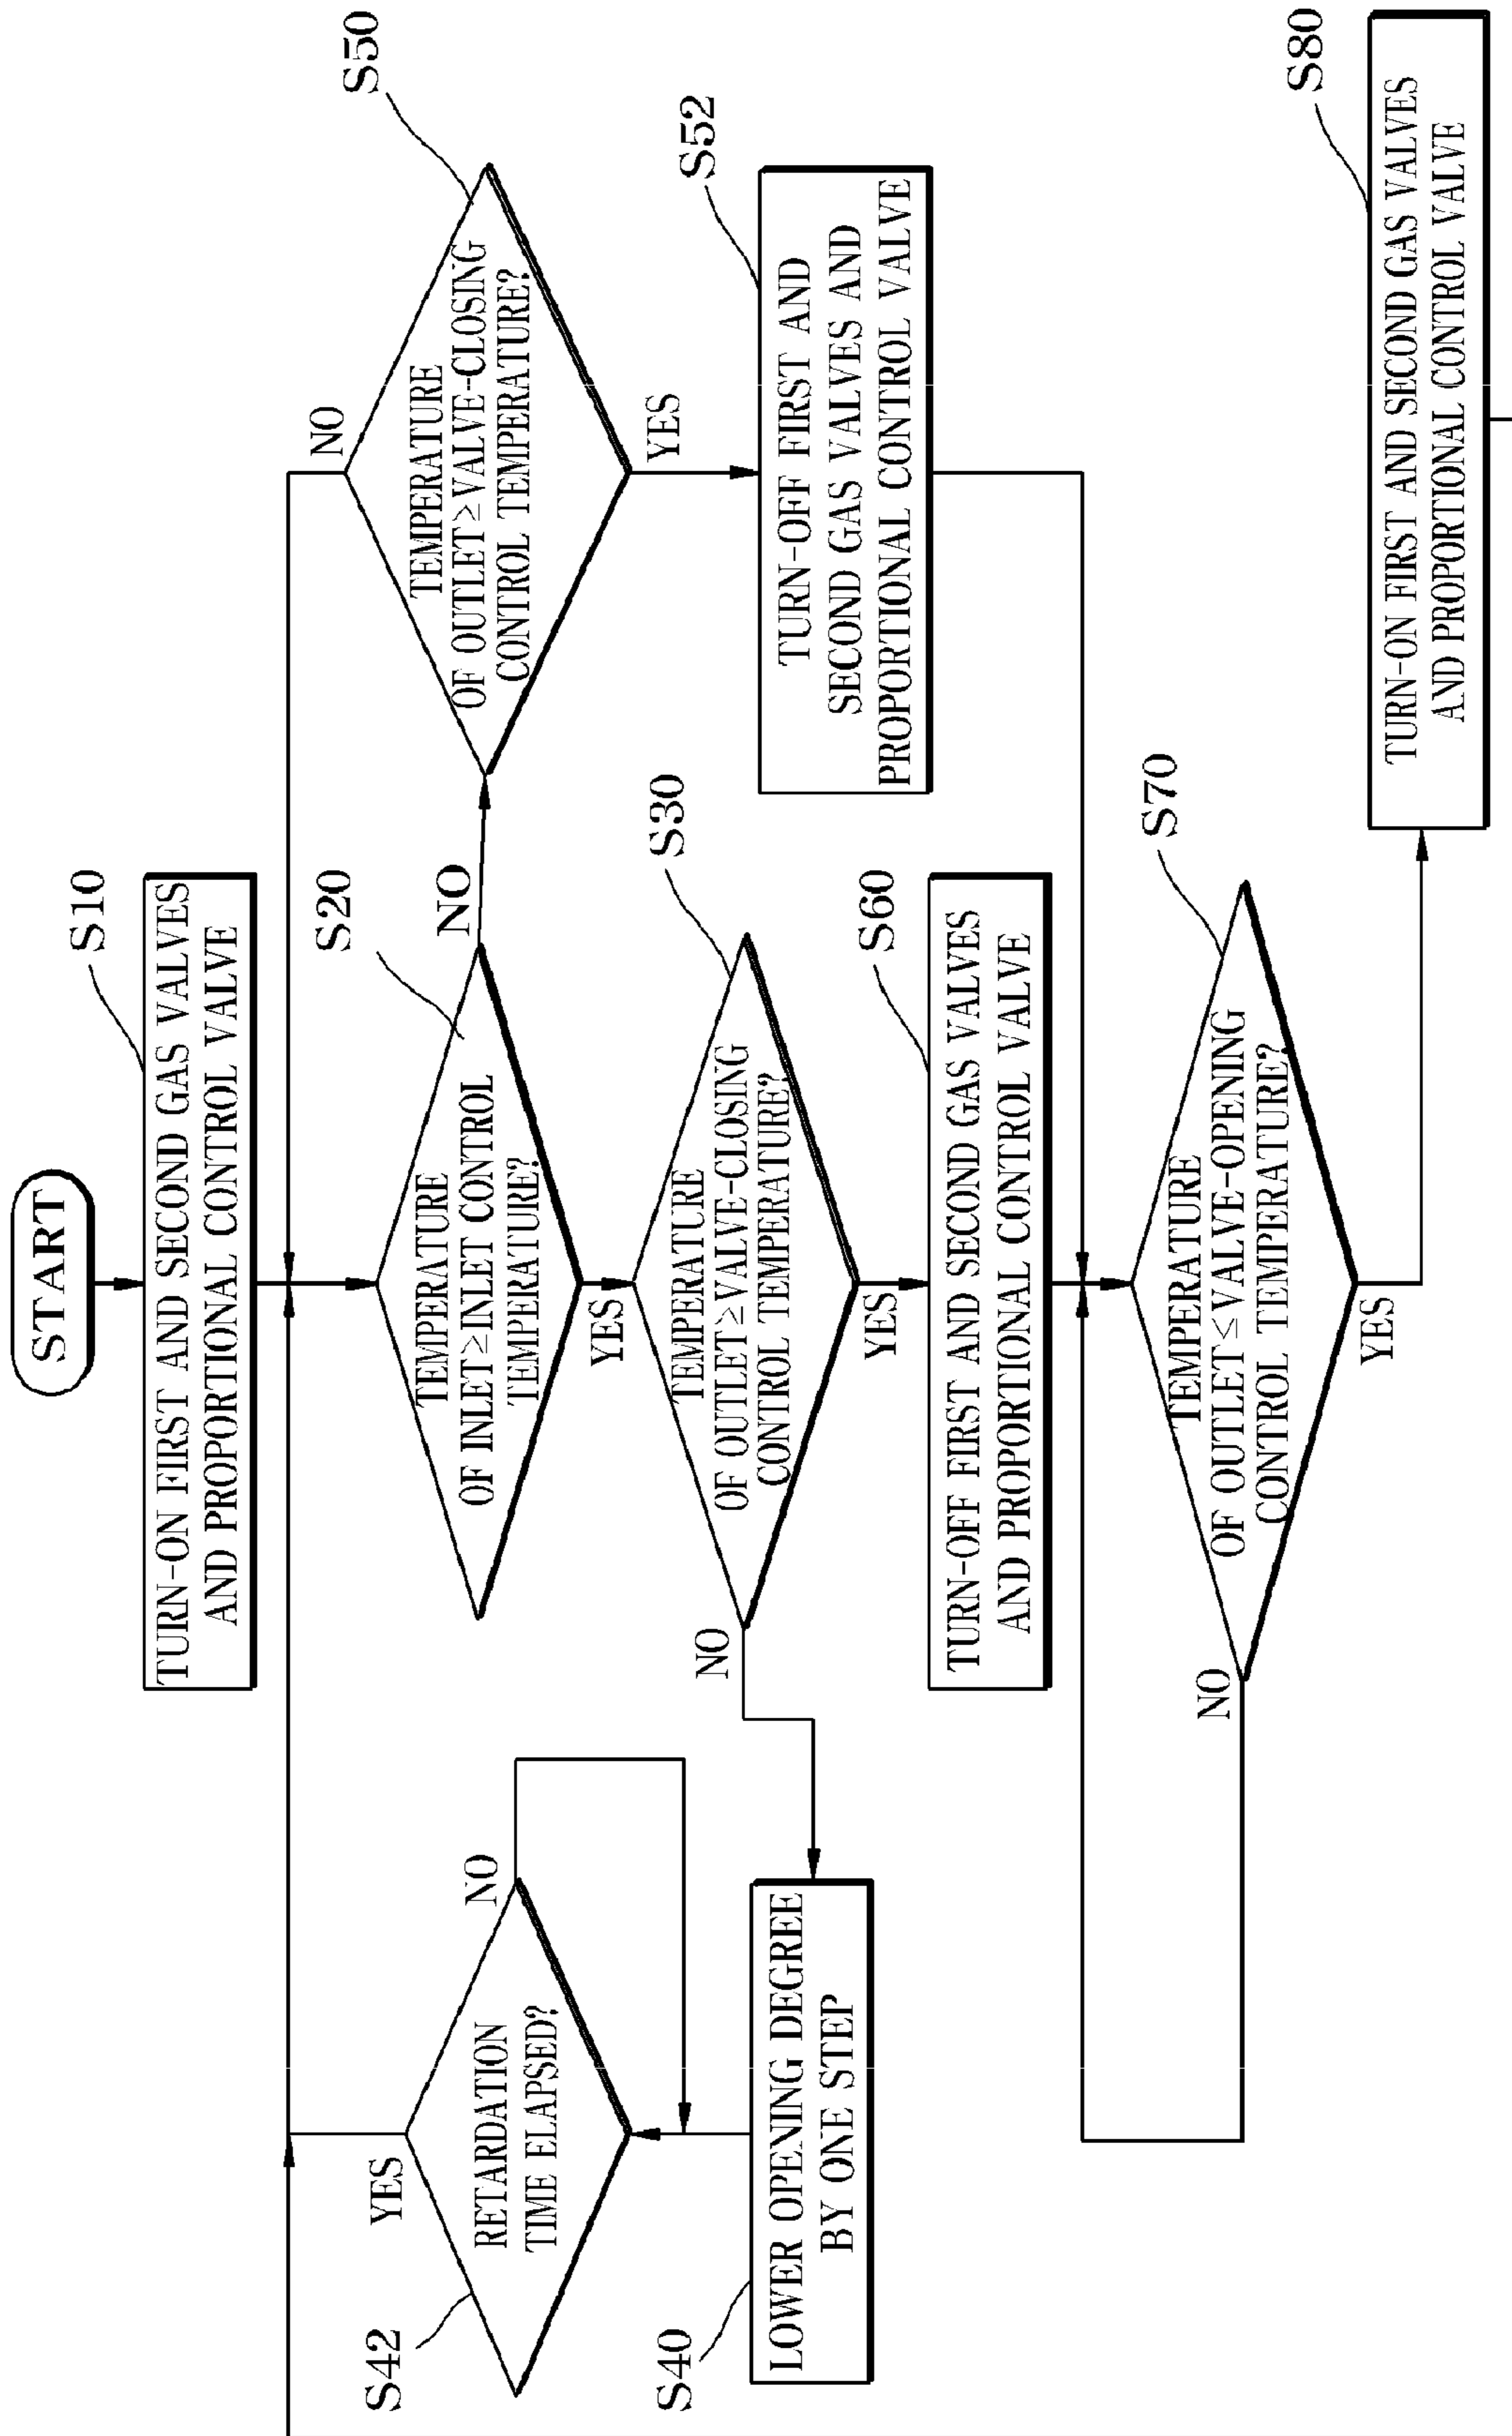 START
S10
TURN-ON FIRST AND SECOND GAS VALVES
AND PROPORTIONAL CONTROL VALVE
S20
TEMPERATURE
OF INLET≥INLET CONTROL
TEMPERATURE?
NO
YES
S50
TEMPERATURE
OF OUTLET≥VALVE-CLOSING
CONTROL TEMPERATURE?
NO
YES
S42
RETARDATION
TIME ELAPSED?
YES
NO
S30
TEMPERATURE
OF OUTLET≥VALVE-CLOSING
CONTROL TEMPERATURE?
NO
YES
S52
TURN-OFF FIRST AND
SECOND GAS VALVES AND
PROPORTIONAL CONTROL VALVE
S40
LOWER OPENING DEGREE
BY ONE STEP
S60
TURN-OFF FIRST AND SECOND GAS VALVES
AND PROPORTIONAL CONTROL VALVE
S70
TEMPERATURE
OF OUTLET≤VALVE-OPENING
CONTROL TEMPERATURE?
NO
YES
S80
TURN-ON FIRST AND SECOND GAS VALVES
AND PROPORTIONAL CONTROL VALVE